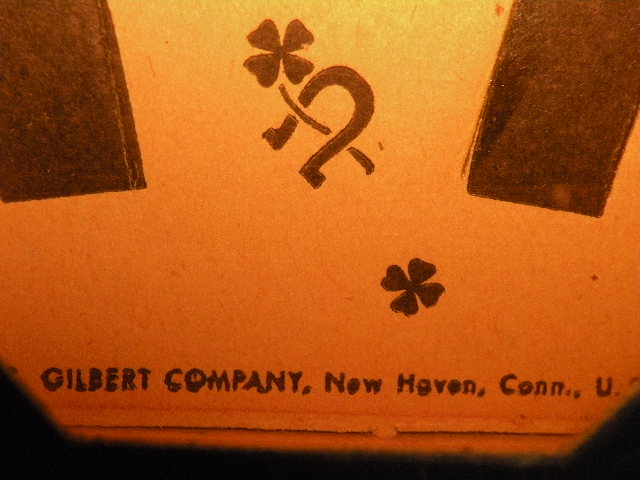 GILBERT COMPANY, New Haven, Conn., U.